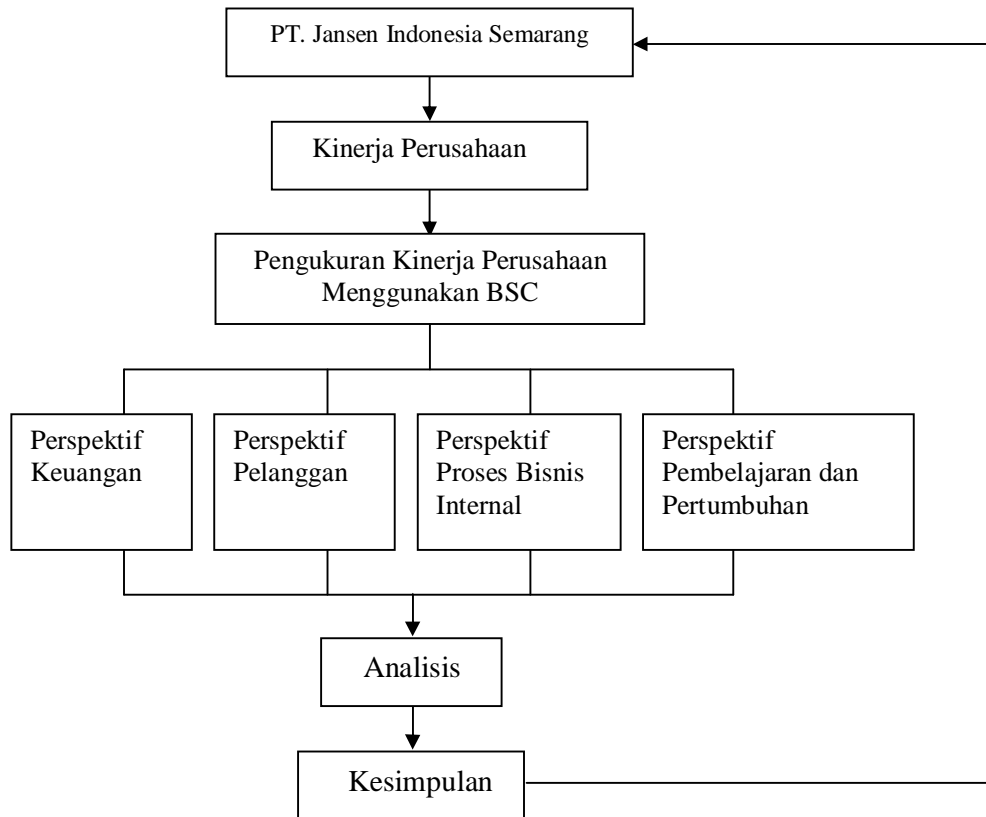 PT. Jansen Indonesia Semarang
Kinerja Perusahaan
Pengukuran Kinerja Perusahaan
Menggunakan BSC
Perspektif
Keuangan
Perspektif
Pelanggan
Perspektif
Proses Bisnis
Internal
Perspektif
Pembelajaran dan
Pertumbuhan
Analisis
Kesimpulan